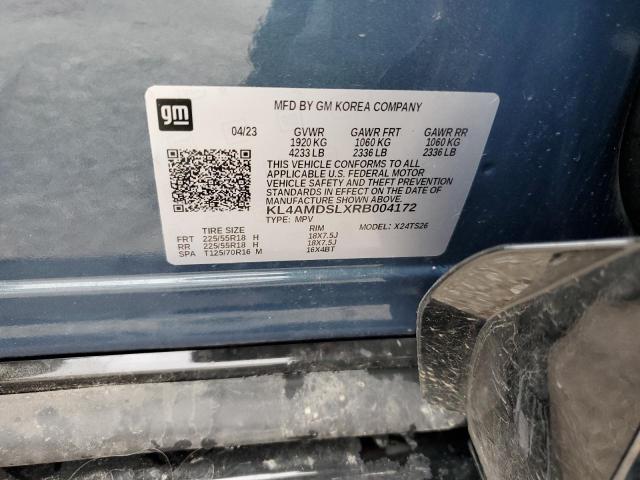 gm
MFD BY GM KOREA COMPANY
04/23 GVWR GAWR FRT GAWR RR
1920 KG 1060 KG 1060 KG
4233 LB 2336 LB 2336 LB
THIS VEHICLE CONFORMS TO ALL
APPLICABLE U.S. FEDERAL MOTOR
VEHICLE SAFETY AND THEFT PREVENTION
STANDARDS IN EFFECT ON THE DATE OF
MANUFACTURE SHOWN ABOVE.
KL4AMDSLXRB004172
TYPE: MPV MODEL: X24TS26
TIRE SIZE RIM
FRT 225/55R18 H 18X7.5J
RR 225/55R18 H 18X7.5J
SPA T125/70R16 M 16X4BT